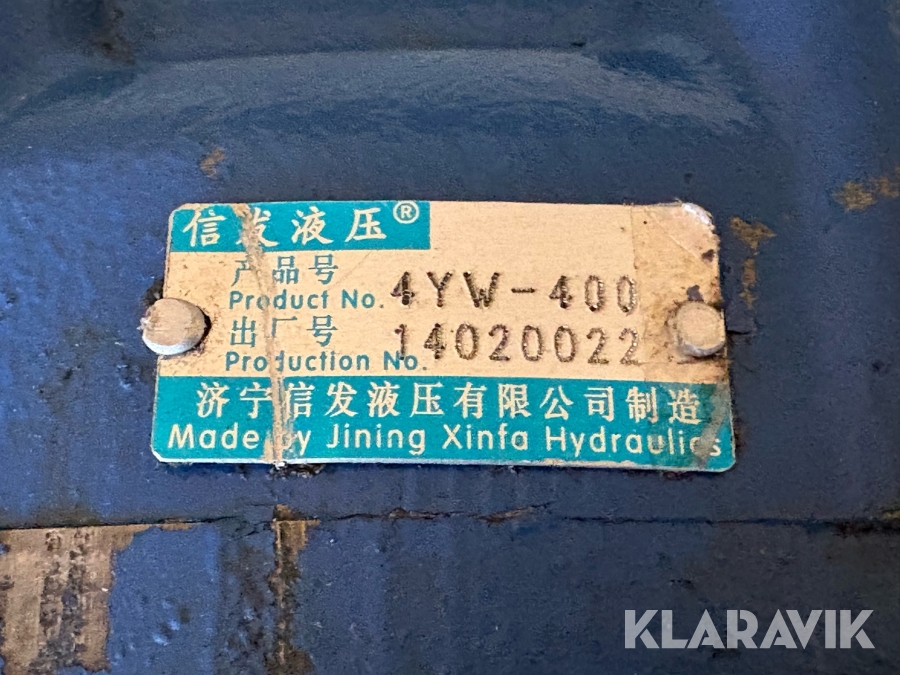 信发液压®
产品号
Product No. 4YW-400
出厂号
Production No. 14020022
济宁信发液压有限公司制造
Made by Jining Xinfa Hydraulics
KLARAVIK